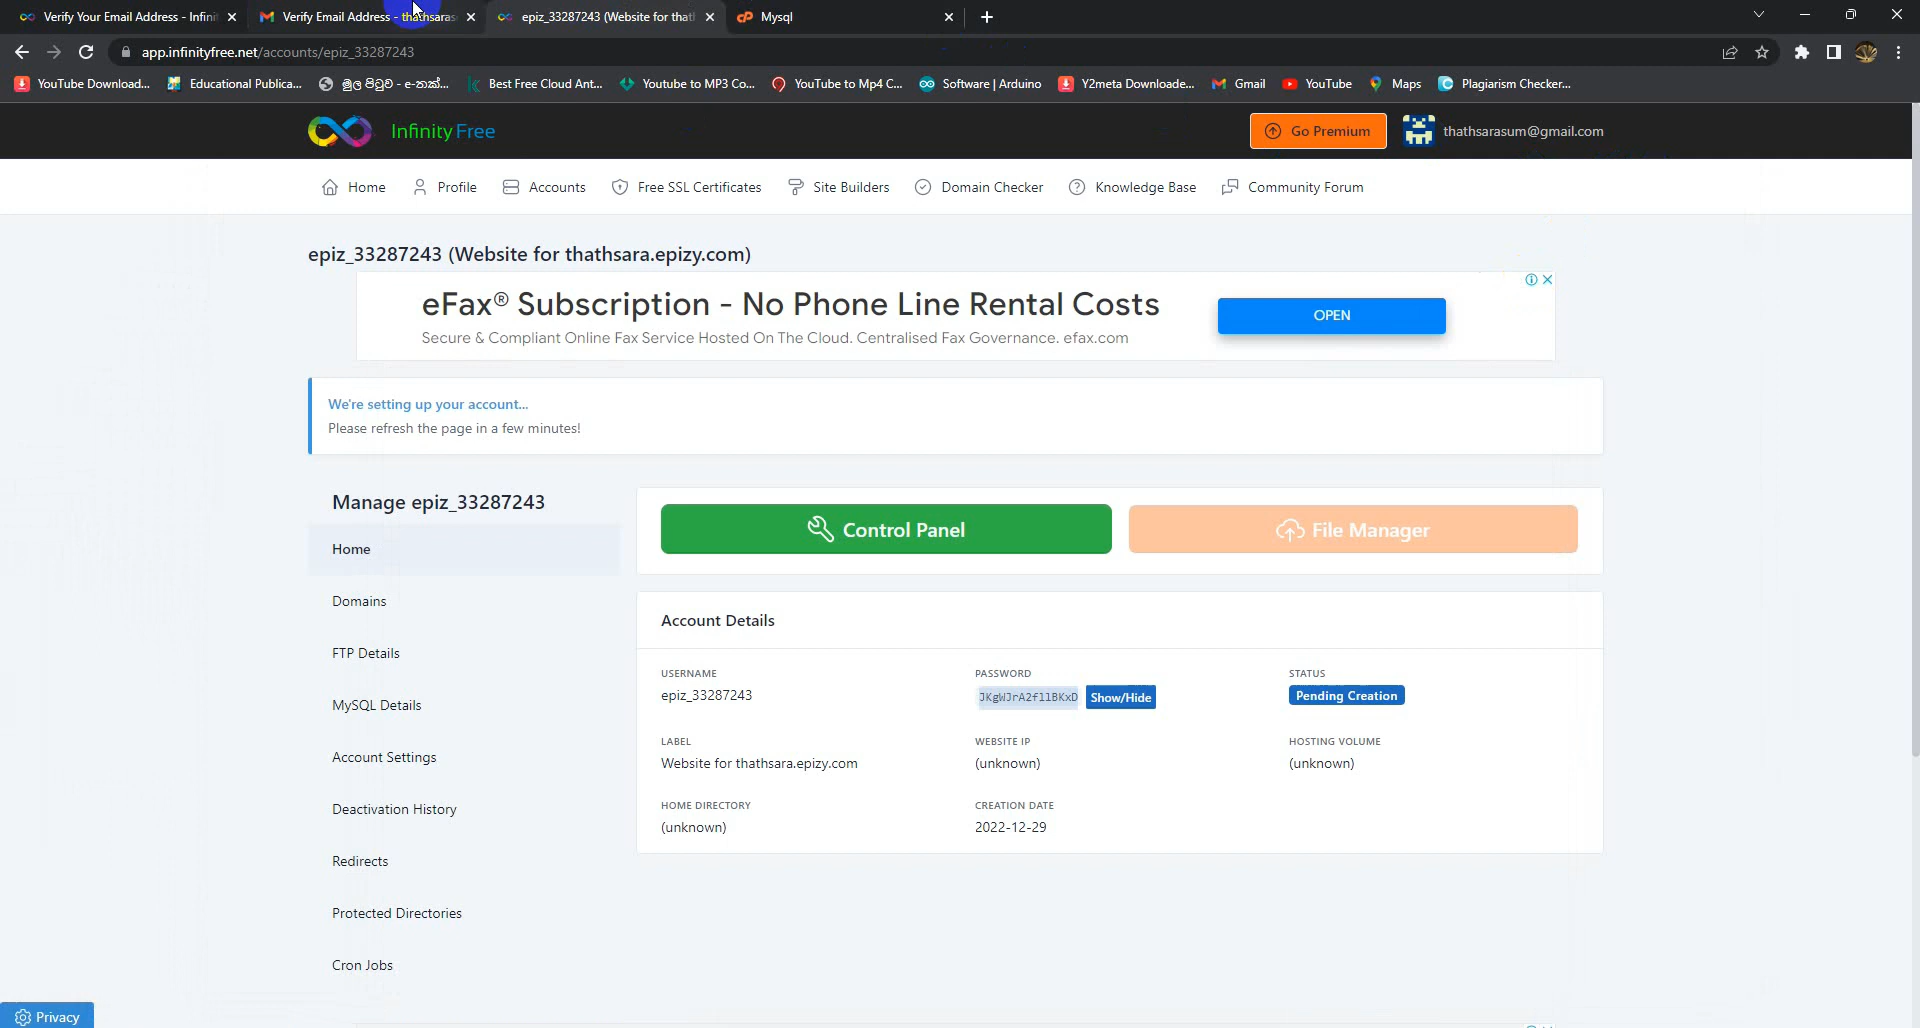 Verify Your Email Address - Infini
Verify Email Address - thathsaras
epiz_33287243 (Website for that
Mysql
app.infinityfree.net/accounts/epiz_33287243
YouTube Download...
Educational Publica...
මුල පිටුව - e-තක්...
Best Free Cloud Ant...
Youtube to MP3 Co...
YouTube to Mp4 C...
Software | Arduino
Y2meta Downloade...
Gmail
YouTube
Maps
Plagiarism Checker...
InfinityFree
Go Premium
thathsarasum@gmail.com
Home
Profile
Accounts
Free SSL Certificates
Site Builders
Domain Checker
Knowledge Base
Community Forum
epiz_33287243 (Website for thathsara.epizy.com)
eFax® Subscription - No Phone Line Rental Costs
Secure & Compliant Online Fax Service Hosted On The Cloud. Centralised Fax Governance. efax.com
OPEN
We're setting up your account...
Please refresh the page in a few minutes!
Manage epiz_33287243
Home
Domains
FTP Details
MySQL Details
Account Settings
Deactivation History
Redirects
Protected Directories
Cron Jobs
Control Panel
File Manager
Account Details
USERNAME
epiz_33287243
PASSWORD
JKgWJrA2fl1BKxD
Show/Hide
STATUS
Pending Creation
LABEL
Website for thathsara.epizy.com
WEBSITE IP
(unknown)
HOSTING VOLUME
(unknown)
HOME DIRECTORY
(unknown)
CREATION DATE
2022-12-29
Privacy